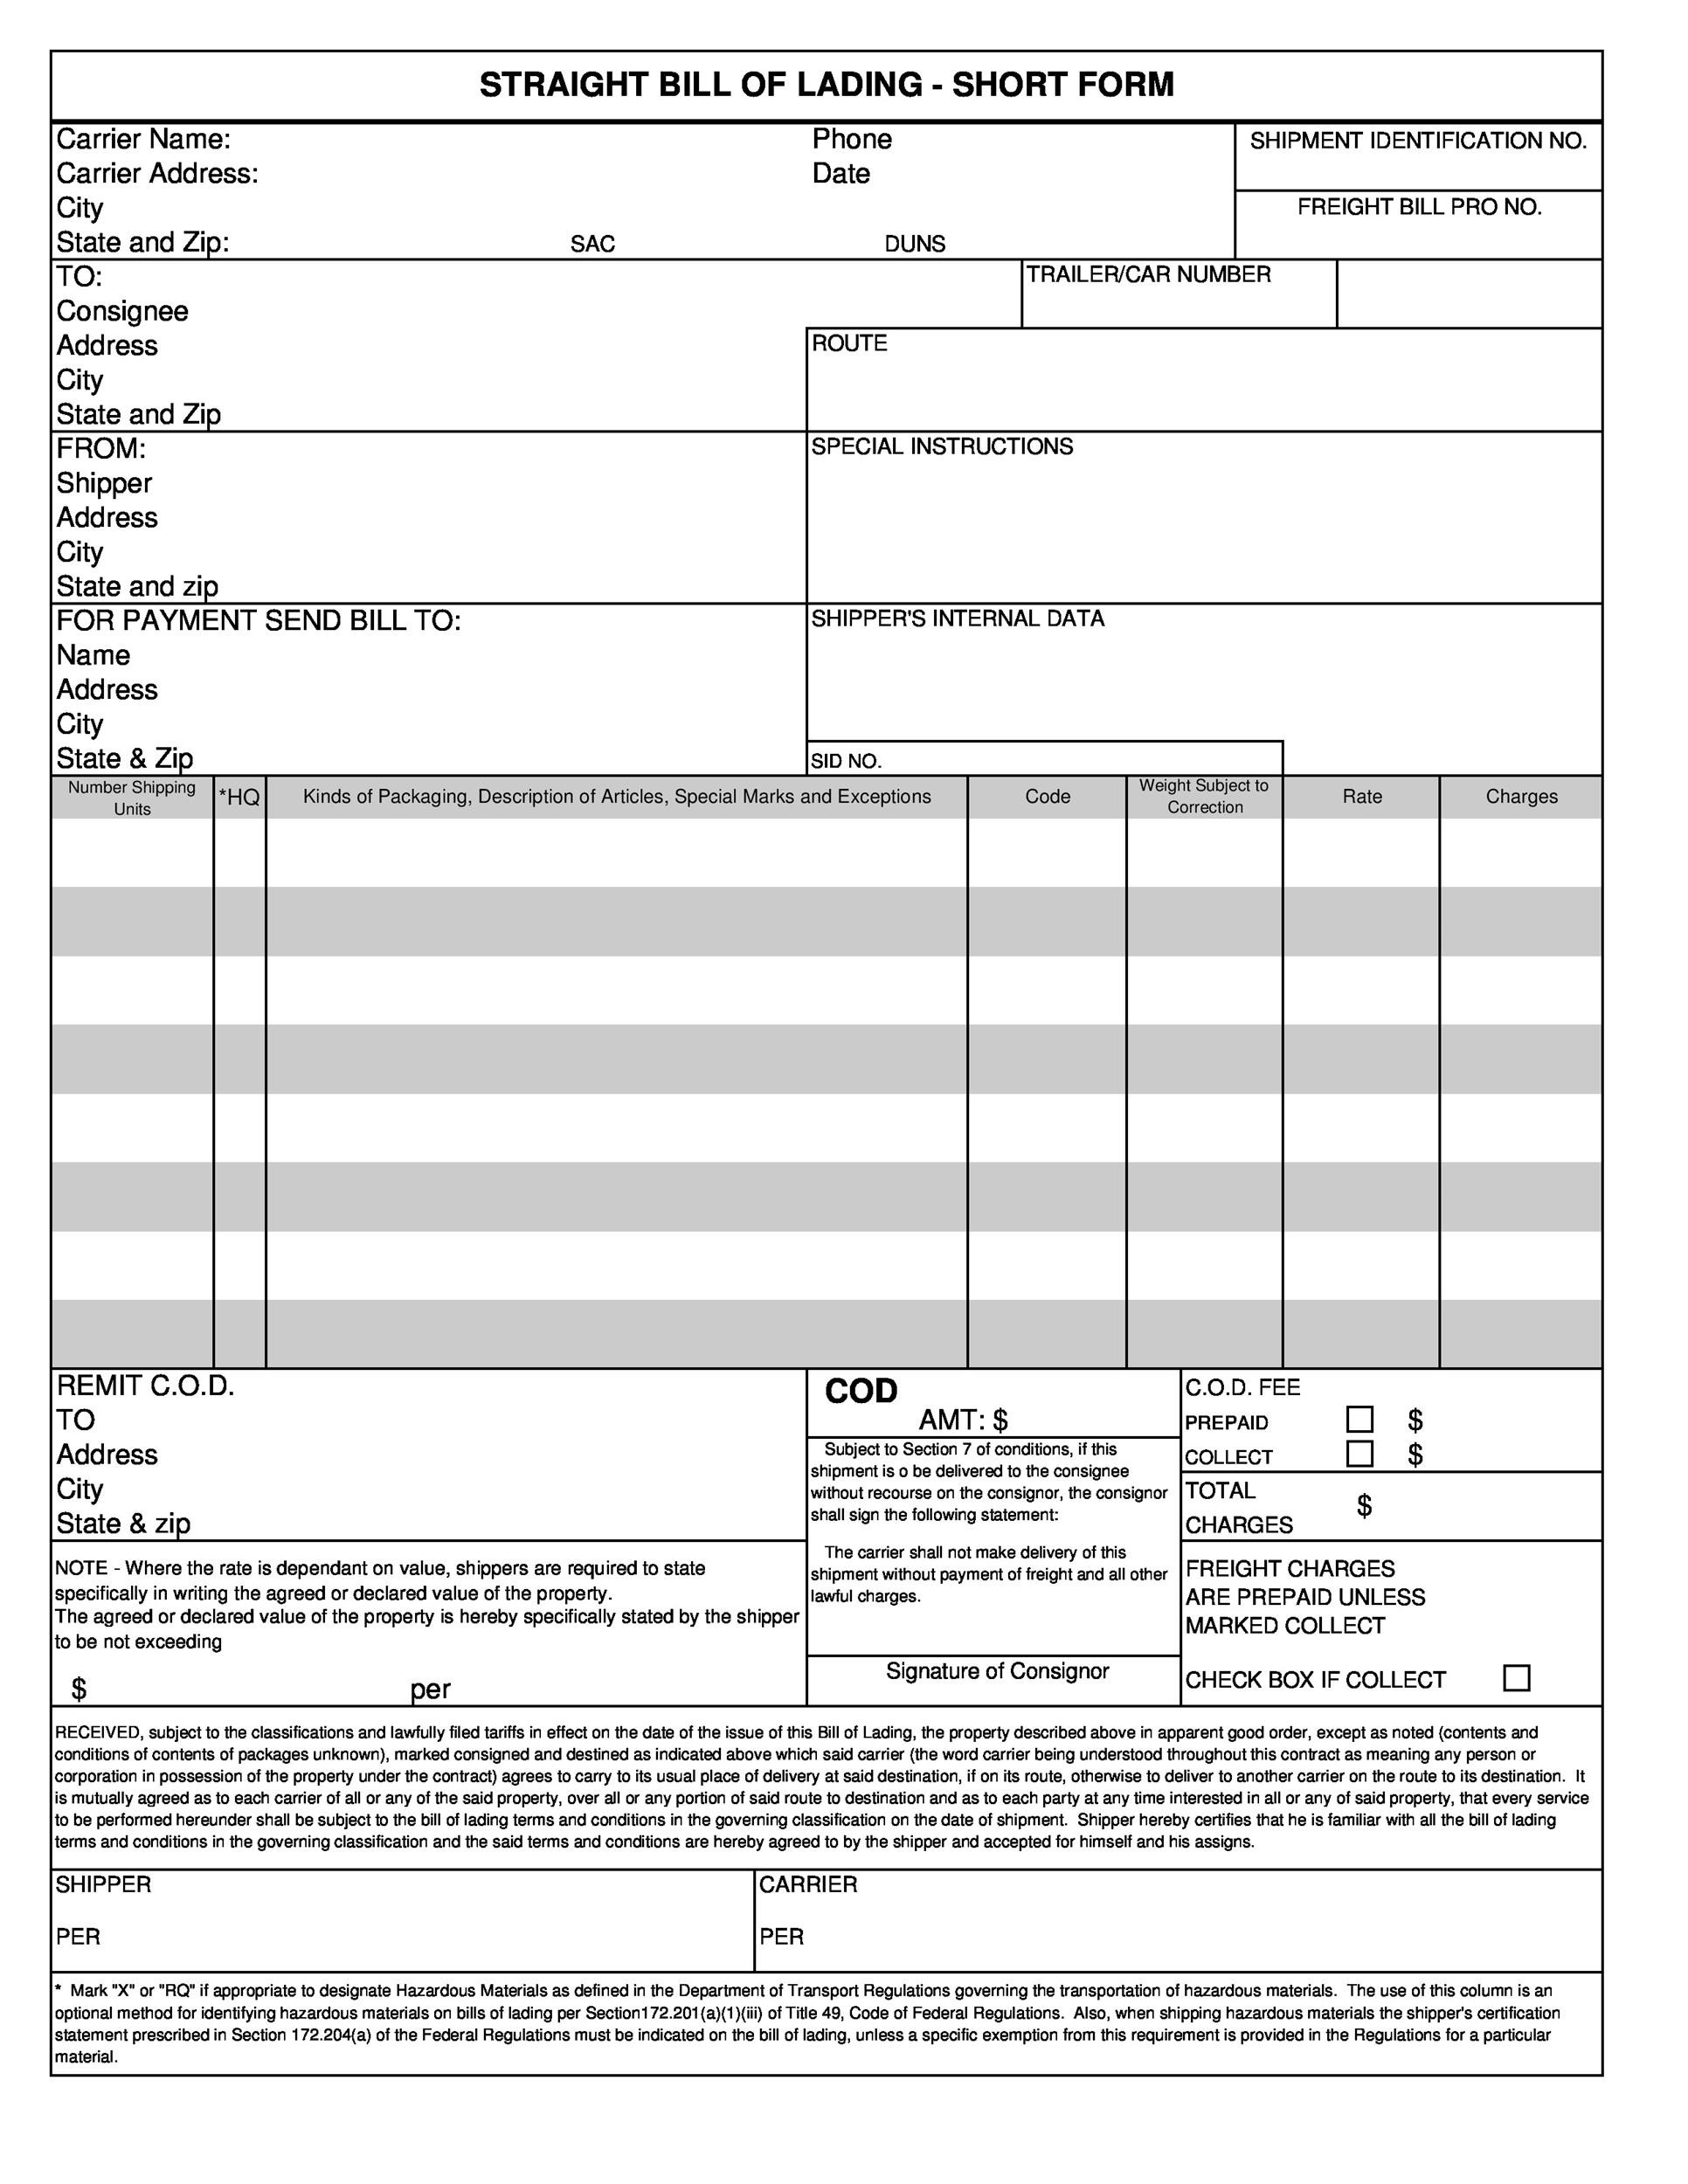 STRAIGHT BILL OF LADING - SHORT FORM
Carrier Name:
Phone
SHIPMENT IDENTIFICATION NO.
Carrier Address:
Date
City
FREIGHT BILL PRO NO.
State and Zip:
SAC
DUNS
TO:
TRAILER/CAR NUMBER
Consignee
Address
ROUTE
City
State and Zip
FROM:
SPECIAL INSTRUCTIONS
Shipper
Address
City
State and zip
FOR PAYMENT SEND BILL TO:
SHIPPER'S INTERNAL DATA
Name
Address
City
State & Zip
SID NO.
Number Shipping
Units
*HQ
Kinds of Packaging, Description of Articles, Special Marks and Exceptions
Code
Weight Subject to
Correction
Rate
Charges
REMIT C.O.D.
TO
Address
City
State & zip
COD
AMT: $
C.O.D. FEE
PREPAID $
COLLECT $
Subject to Section 7 of conditions, if this
shipment is o be delivered to the consignee
without recourse on the consignor, the consignor
shall sign the following statement:
The carrier shall not make delivery of this
shipment without payment of freight and all other
lawful charges.
Signature of Consignor
TOTAL
CHARGES
$
FREIGHT CHARGES
ARE PREPAID UNLESS
MARKED COLLECT
CHECK BOX IF COLLECT
NOTE - Where the rate is dependant on value, shippers are required to state
specifically in writing the agreed or declared value of the property.
The agreed or declared value of the property is hereby specifically stated by the shipper
to be not exceeding
$ per
RECEIVED, subject to the classifications and lawfully filed tariffs in effect on the date of the issue of this Bill of Lading, the property described above in apparent good order, except as noted (contents and
conditions of contents of packages unknown), marked consigned and destined as indicated above which said carrier (the word carrier being understood throughout this contract as meaning any person or
corporation in possession of the property under the contract) agrees to carry to its usual place of delivery at said destination, if on its route, otherwise to deliver to another carrier on the route to its destination. It
is mutually agreed as to each carrier of all or any of the said property, over all or any portion of said route to destination and as to each party at any time interested in all or any of said property, that every service
to be performed hereunder shall be subject to the bill of lading terms and conditions in the governing classification on the date of shipment. Shipper hereby certifies that he is familiar with all the bill of lading
terms and conditions in the governing classification and the said terms and conditions are hereby agreed to by the shipper and accepted for himself and his assigns.
SHIPPER
CARRIER
PER
PER
* Mark "X" or "RQ" if appropriate to designate Hazardous Materials as defined in the Department of Transport Regulations governing the transportation of hazardous materials. The use of this column is an
optional method for identifying hazardous materials on bills of lading per Section172.201(a)(1)(iii) of Title 49, Code of Federal Regulations. Also, when shipping hazardous materials the shipper's certification
statement prescribed in Section 172.204(a) of the Federal Regulations must be indicated on the bill of lading, unless a specific exemption from this requirement is provided in the Regulations for a particular
material.